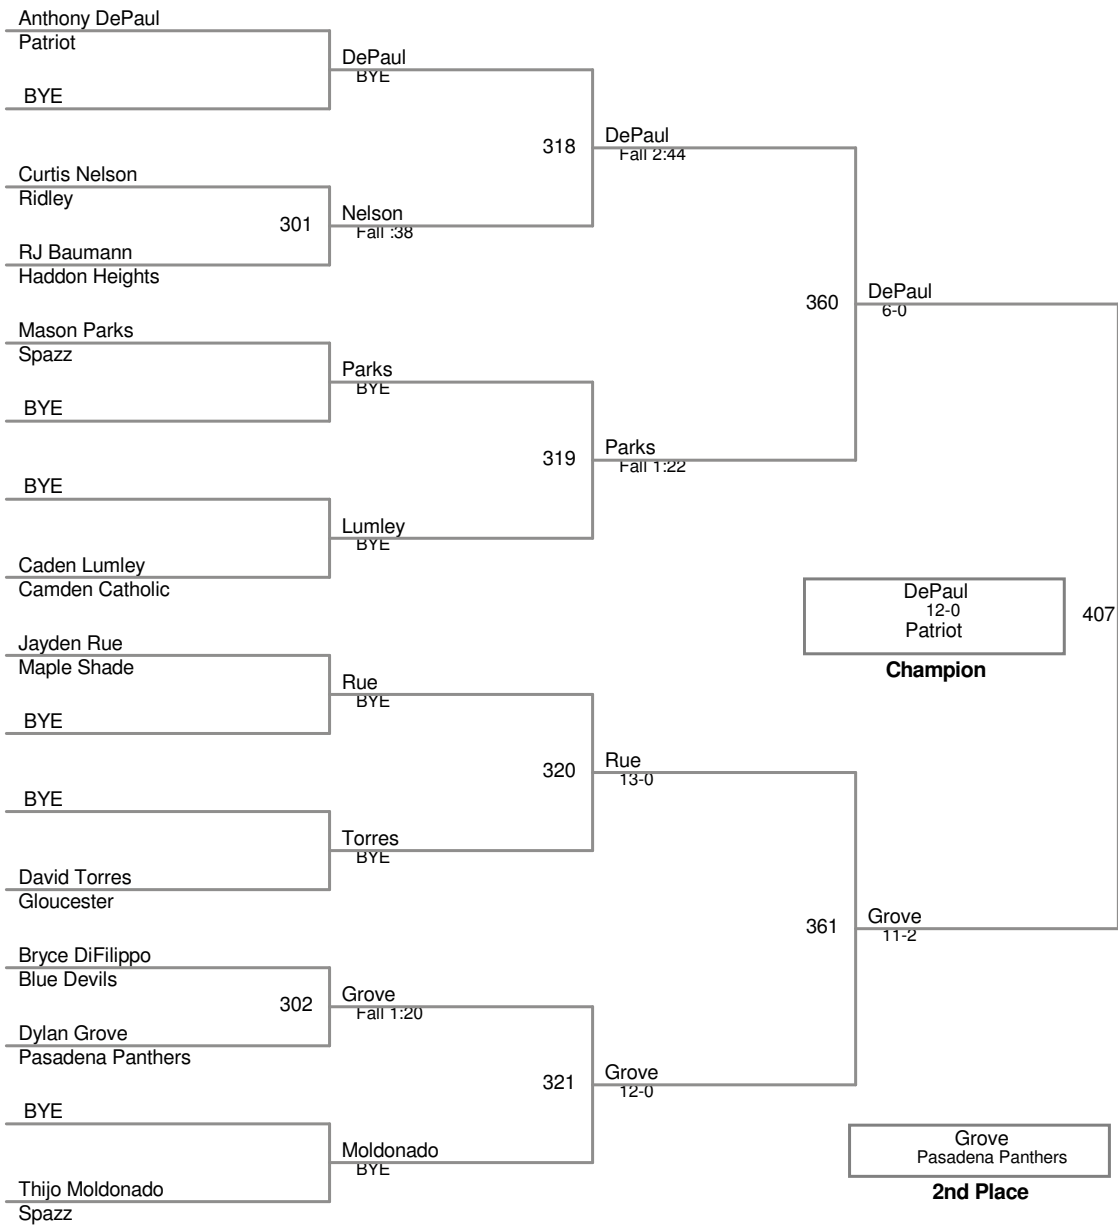 Anthony DePaul
Patriot
DePaul
BYE
BYE
318
DePaul
Fall 2:44
Curtis Nelson
Ridley
301
Nelson
Fall :38
RJ Baumann
Haddon Heights
360
DePaul
6-0
Mason Parks
Spazz
Parks
BYE
BYE
319
Parks
Fall 1:22
BYE
Lumley
BYE
Caden Lumley
Camden Catholic
DePaul
12-0
Patriot
407
Champion
Jayden Rue
Maple Shade
Rue
BYE
BYE
320
Rue
13-0
BYE
Torres
BYE
David Torres
Gloucester
361
Grove
11-2
Bryce DiFilippo
Blue Devils
302
Grove
Fall 1:20
Dylan Grove
Pasadena Panthers
321
Grove
12-0
BYE
Moldonado
BYE
Thijo Moldonado
Spazz
Grove
Pasadena Panthers
2nd Place